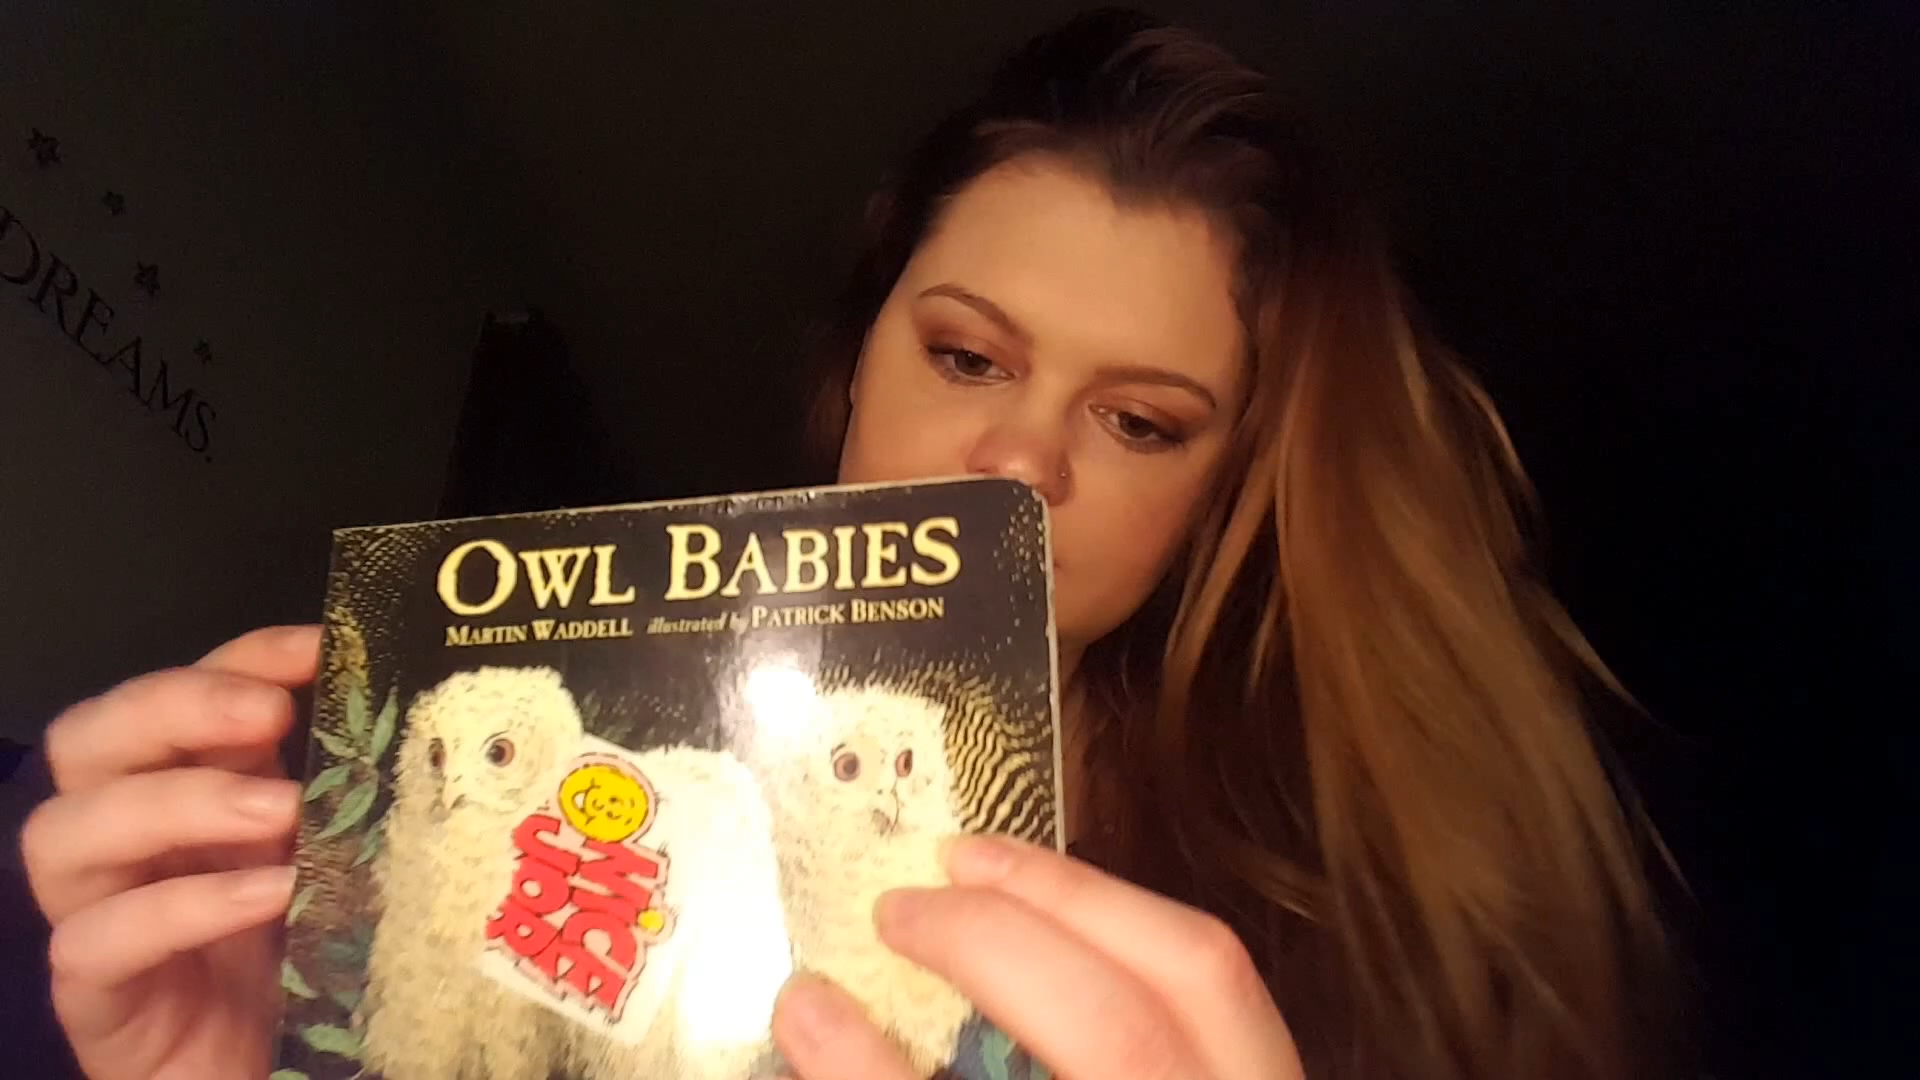 DREAMS.
OWL BABIES
MARTIN WADDELL illustrated by PATRICK BENSON
NICE
JOB